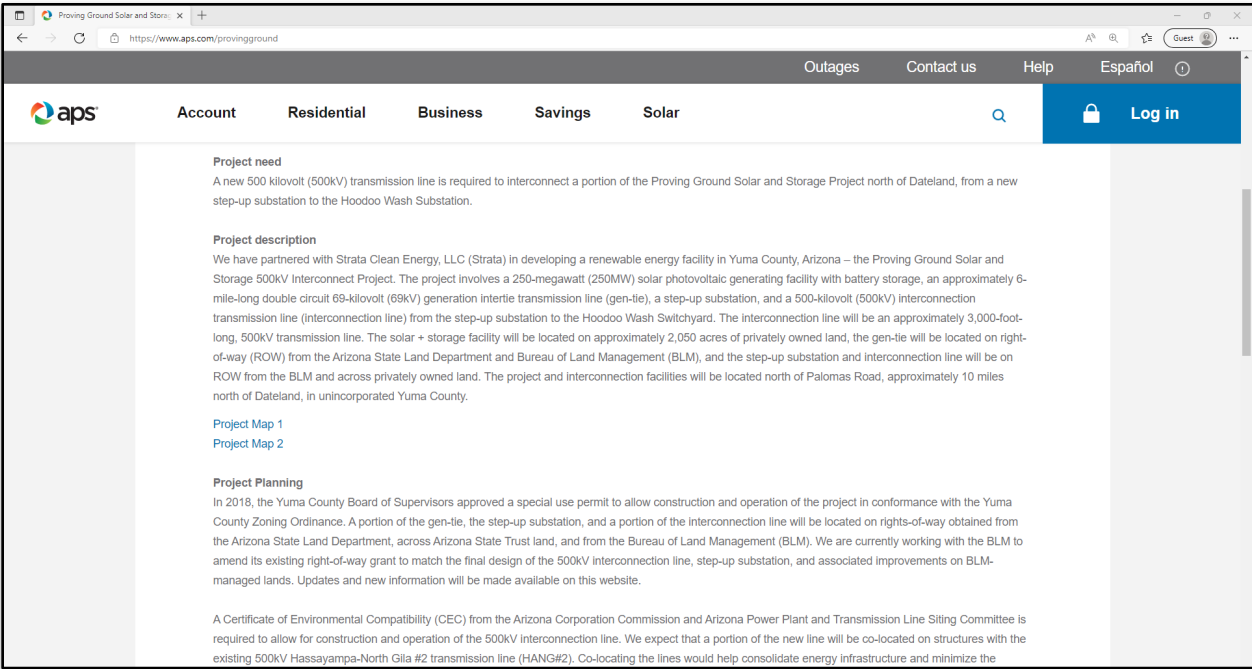 Proving Ground Solar and Storag
https://www.aps.com/provingground
Guest
Outages Contact us Help Español
aps
Account Residential Business Savings Solar
Log in
Project need
A new 500 kilovolt (500kV) transmission line is required to interconnect a portion of the Proving Ground Solar and Storage Project north of Dateland, from a new
step-up substation to the Hoodoo Wash Substation.
Project description
We have partnered with Strata Clean Energy, LLC (Strata) in developing a renewable energy facility in Yuma County, Arizona – the Proving Ground Solar and
Storage 500kV Interconnect Project. The project involves a 250-megawatt (250MW) solar photovoltaic generating facility with battery storage, an approximately 6-
mile-long double circuit 69-kilovolt (69kV) generation intertie transmission line (gen-tie), a step-up substation, and a 500-kilovolt (500kV) interconnection
transmission line (interconnection line) from the step-up substation to the Hoodoo Wash Switchyard. The interconnection line will be an approximately 3,000-foot-
long, 500kV transmission line. The solar + storage facility will be located on approximately 2,050 acres of privately owned land, the gen-tie will be located on right-
of-way (ROW) from the Arizona State Land Department and Bureau of Land Management (BLM), and the step-up substation and interconnection line will be on
ROW from the BLM and across privately owned land. The project and interconnection facilities will be located north of Palomas Road, approximately 10 miles
north of Dateland, in unincorporated Yuma County.
Project Map 1
Project Map 2
Project Planning
In 2018, the Yuma County Board of Supervisors approved a special use permit to allow construction and operation of the project in conformance with the Yuma
County Zoning Ordinance. A portion of the gen-tie, the step-up substation, and a portion of the interconnection line will be located on rights-of-way obtained from
the Arizona State Land Department, across Arizona State Trust land, and from the Bureau of Land Management (BLM). We are currently working with the BLM to
amend its existing right-of-way grant to match the final design of the 500kV interconnection line, step-up substation, and associated improvements on BLM-
managed lands. Updates and new information will be made available on this website.
A Certificate of Environmental Compatibility (CEC) from the Arizona Corporation Commission and Arizona Power Plant and Transmission Line Siting Committee is
required to allow for construction and operation of the 500kV interconnection line. We expect that a portion of the new line will be co-located on structures with the
existing 500kV Hassayampa-North Gila #2 transmission line (HANG#2). Co-locating the lines would help consolidate energy infrastructure and minimize the